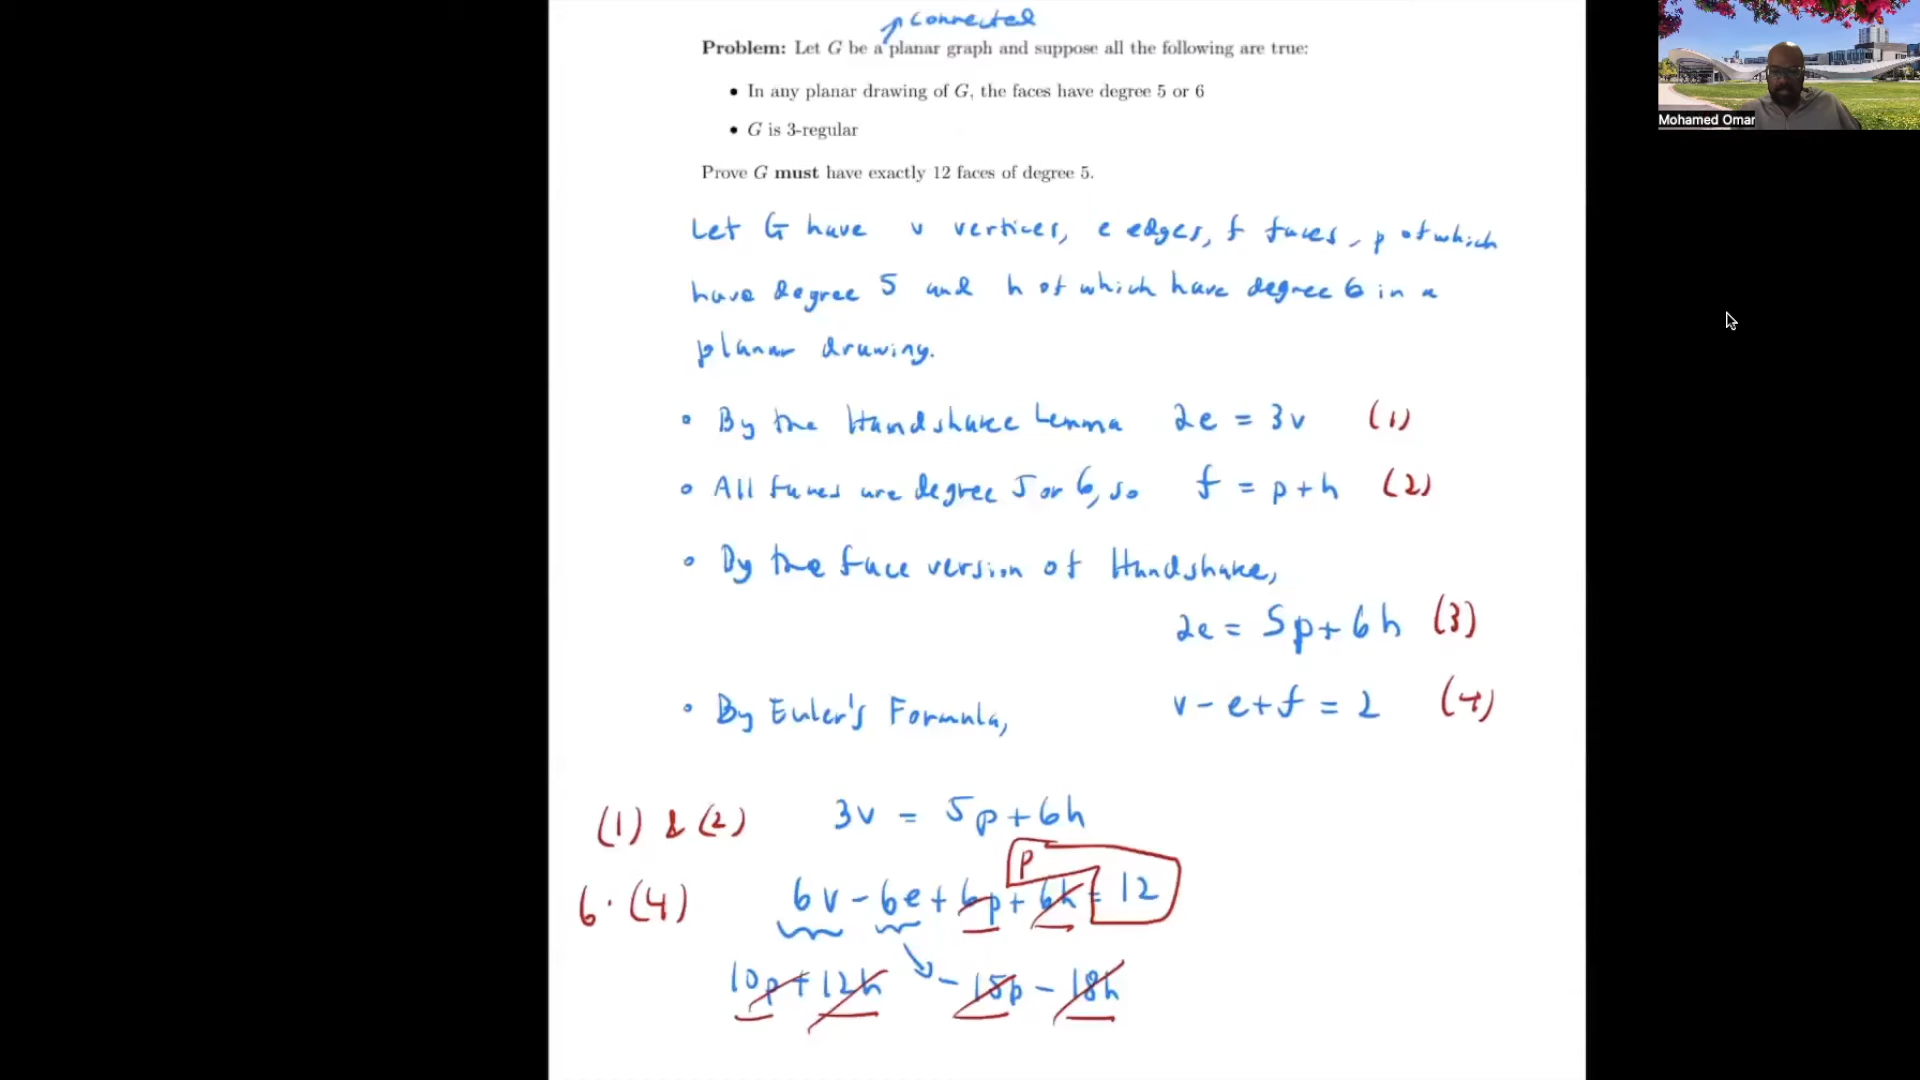 connected
Problem: Let G be a planar graph and suppose all the following are true:
• In any planar drawing of G, the faces have degree 5 or 6
• G is 3-regular
Prove G must have exactly 12 faces of degree 5.
Let G have v vertices, e edges, f faces, p of which
have degree 5 and h of which have degree 6 in a
planar drawing.
• By the Handshake Lemma 2e = 3v (1)
• All faces are degree 5 or 6, so f = p+h (2)
• By the face version of Handshake,
2e = 5p+6h (3)
• By Euler's Formula, v-e+f = 2 (4)
(1) & (2) 3v = 5p+6h
p
6·(4) 6v-6e+6p+6h = 12
10p+12h -15p-18h
Mohamed Omar